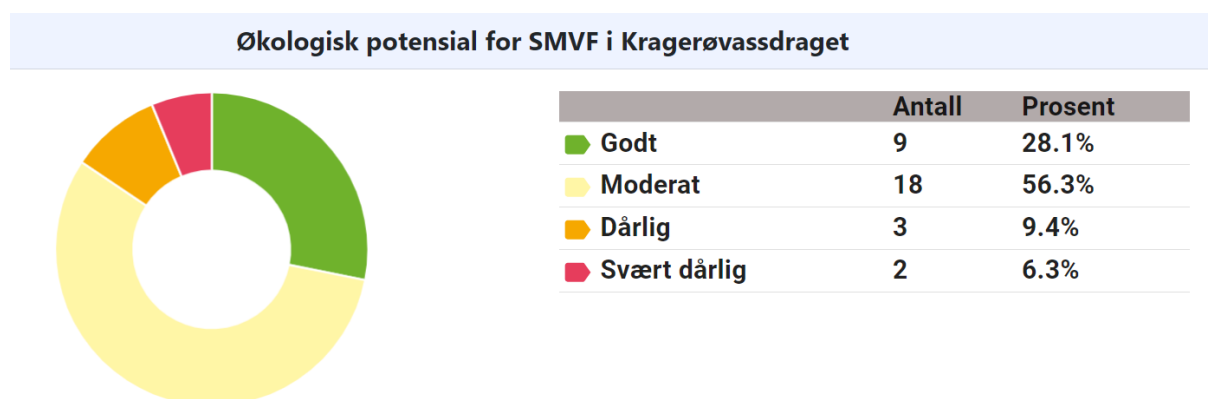 Økologisk potensial for SMVF i Kragerøvassdraget
Antall Prosent
Godt 9 28.1%
Moderat 18 56.3%
Dårlig 3 9.4%
Svært dårlig 2 6.3%